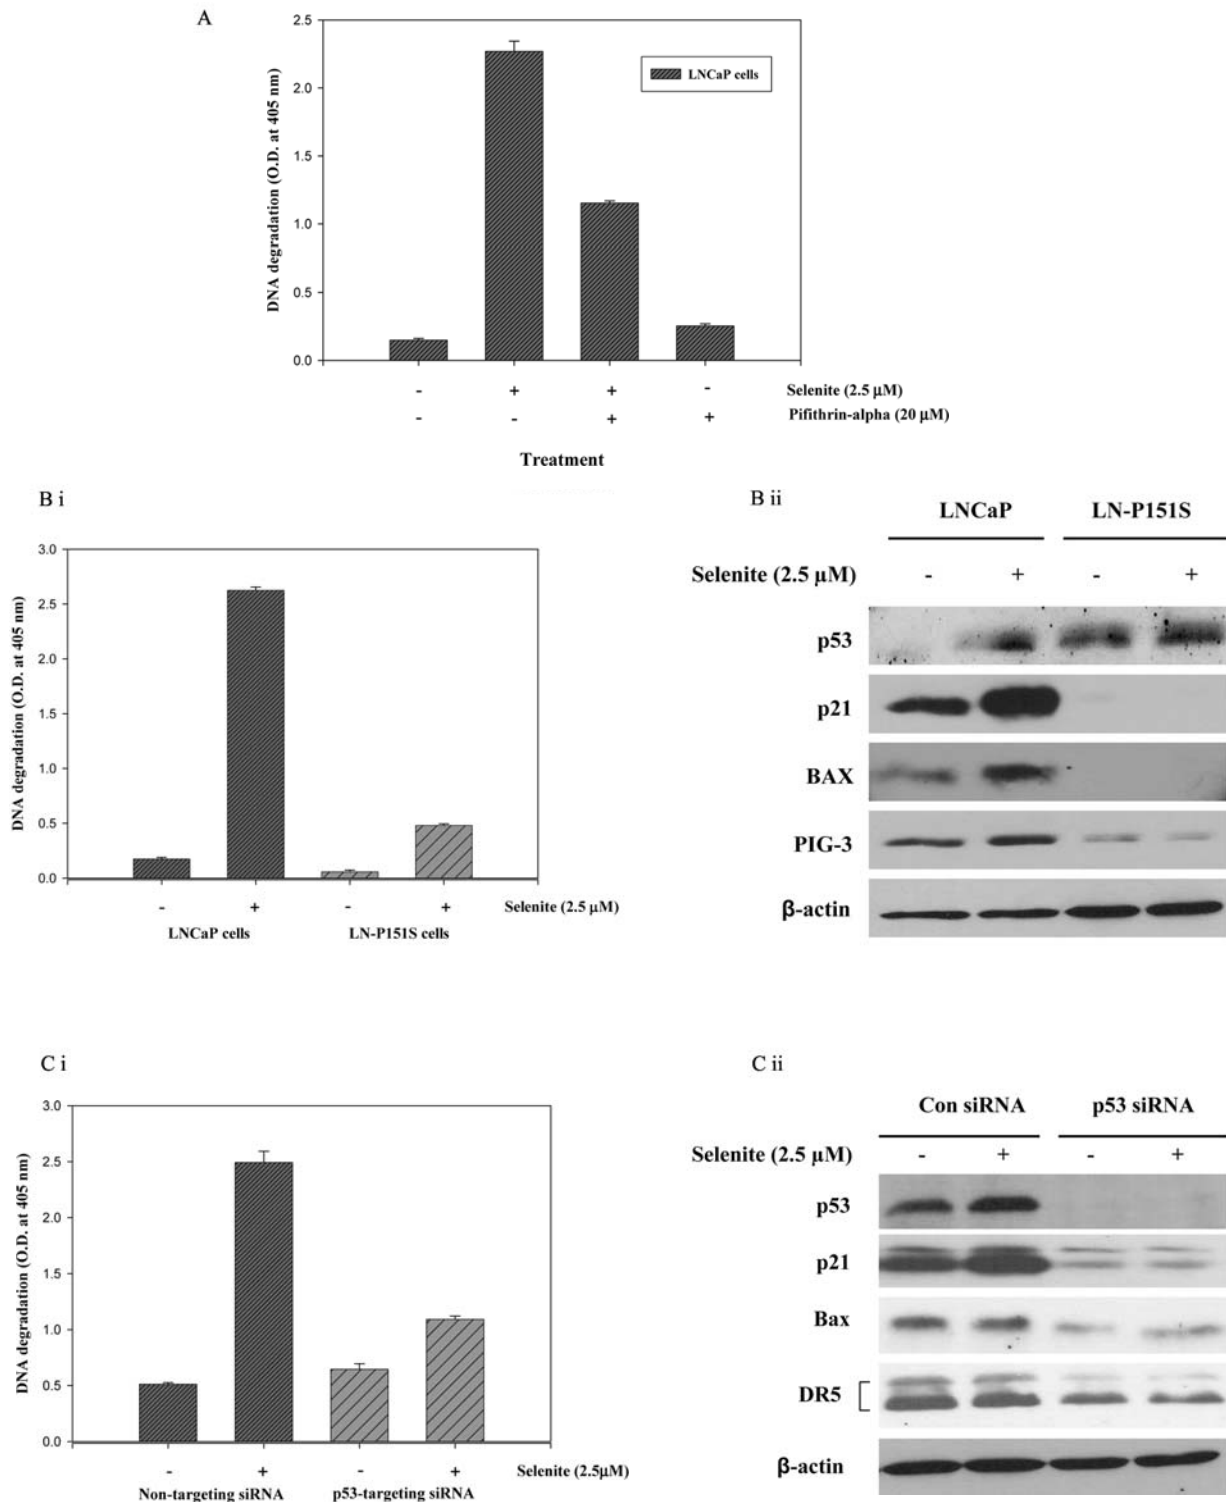 A
2.5
2.0
1.5
1.0
0.5
0.0
DNA degradation (O.D. at 405 nm)
LNCaP cells
- + + - Selenite (2.5 μM)
- - + + Pifithrin-alpha (20 μM)
Treatment
B i
3.0
2.5
2.0
1.5
1.0
0.5
0.0
DNA degradation (O.D. at 405 nm)
- + - + Selenite (2.5 μM)
LNCaP cells LN-P151S cells
B ii
LNCaP LN-P151S
Selenite (2.5 μM) - + - +
p53
p21
BAX
PIG-3
β-actin
C i
3.0
2.5
2.0
1.5
1.0
0.5
0.0
DNA degradation (O.D. at 405 nm)
- + - + Selenite (2.5μM)
Non-targeting siRNA p53-targeting siRNA
C ii
Con siRNA p53 siRNA
Selenite (2.5 μM) - + - +
p53
p21
Bax
DR5
β-actin